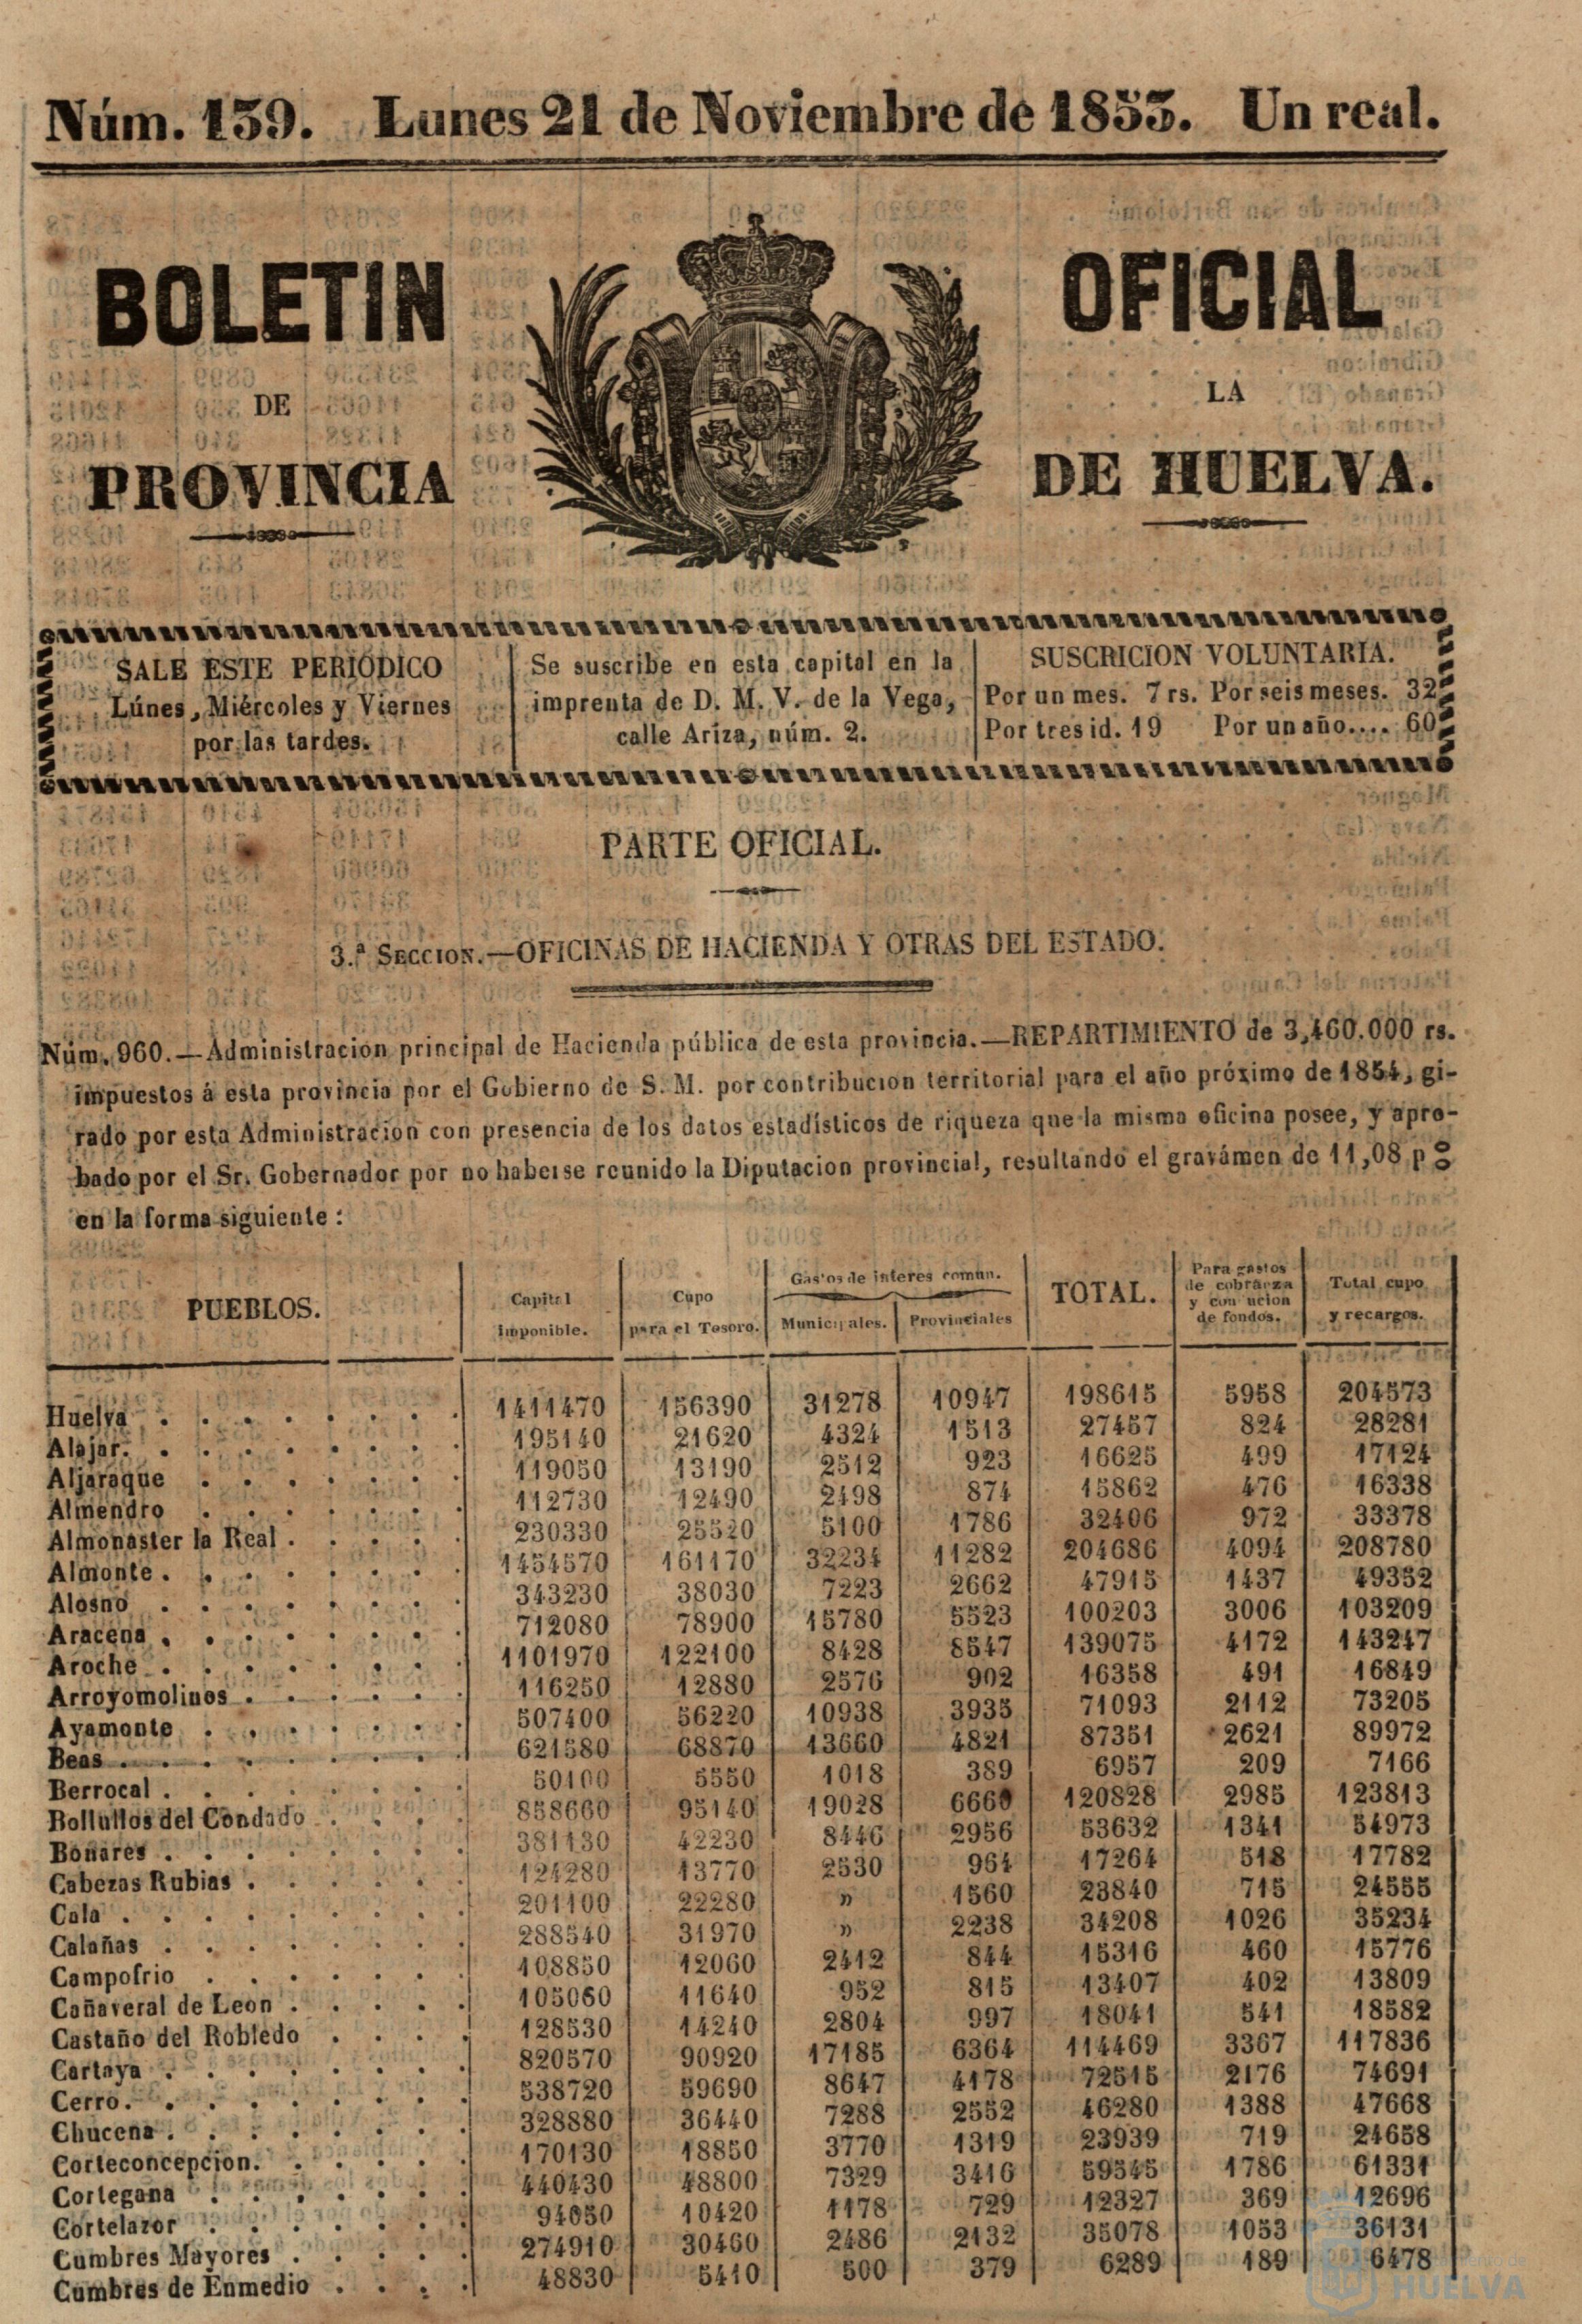 Núm. 139. Lunes 21 de Noviembre de 1853. Un real.
BOLETIN OFICIAL
DE LA
PROVINCIA DE HUELVA.
SALE ESTE PERIÓDICO
Lúnes, Miércoles y Viernes
por las tardes.
Se suscribe en esta capital en la
imprenta de D. M. V. de la Vega,
calle Ariza, núm. 2.
SUSCRICION VOLUNTARIA.
Por un mes. 7 rs. Por seis meses. 32
Por tres id. 19 Por un año.... 60
PARTE OFICIAL.
3.ª SECCION.—OFICINAS DE HACIENDA Y OTRAS DEL ESTADO.
Núm. 960.—Administracion principal de Hacienda pública de esta provincia.—REPARTIMIENTO de 3,460.000 rs.
impuestos á esta provincia por el Gobierno de S. M. por contribucion territorial para el año próximo de 1854, gi-
rado por esta Administracion con presencia de los datos estadísticos de riqueza que la misma oficina posee, y apro-
bado por el Sr. Gobernador por no haberse reunido la Diputacion provincial, resultando el gravámen de 11,08 p %
en la forma siguiente:
PUEBLOS. Capital imponible. Cupo para el Tesoro. Gastos de interes comun. Municipales. Provinciales TOTAL. Para gastos de cobranza y conducion de fondos. Total cupo y recargos.
Huelva 1411470 156390 31278 10947 198615 5958 204573
Alajar. 195140 21620 4324 1513 27457 824 28281
Aljaraque 119050 13190 2512 923 16625 499 17124
Almendro 112730 12490 2498 874 15862 476 16338
Almonaster la Real 230330 25520 5100 1786 32406 972 33378
Almonte 1454570 161170 32234 11282 204686 4094 208780
Alosno 343230 38030 7223 2662 47915 1437 49352
Aracena 712080 78900 15780 5523 100203 3006 103209
Aroche 1101970 122100 8428 8547 139075 4172 143247
Arroyomolinos 116250 12880 2576 902 16358 491 16849
Ayamonte 507400 56220 10938 3935 71093 2112 73205
Beas 621580 68870 13660 4821 87351 2621 89972
Berrocal 50100 5550 1018 389 6957 209 7166
Bollullos del Condado 858660 95140 19028 6660 120828 2985 123813
Bonares 381130 42230 8446 2956 53632 1341 54973
Cabezas Rubias 124280 13770 2530 964 17264 518 17782
Cala 201100 22280 » 1560 23840 715 24555
Calañas 288540 31970 » 2238 34208 1026 35234
Campofrio 108850 12060 2412 844 15316 460 15776
Cañaveral de Leon 105060 11640 952 815 13407 402 13809
Castaño del Robledo 128530 14240 2804 997 18041 541 18582
Cartaya 820570 90920 17185 6364 114469 3367 117836
Cerro. 538720 59690 8647 4178 72515 2176 74691
Chucena 328880 36440 7288 2552 46280 1388 47668
Corteconcepcion. 170130 18850 3770 1319 23939 719 24658
Cortegana 440430 48800 7329 3416 59545 1786 61331
Cortelazor 94050 10420 1178 729 12327 369 12696
Cumbres Mayores 274910 30460 2486 2132 35078 1053 36131
Cumbres de Enmedio 48830 5410 500 379 6289 189 6478
HUELVA